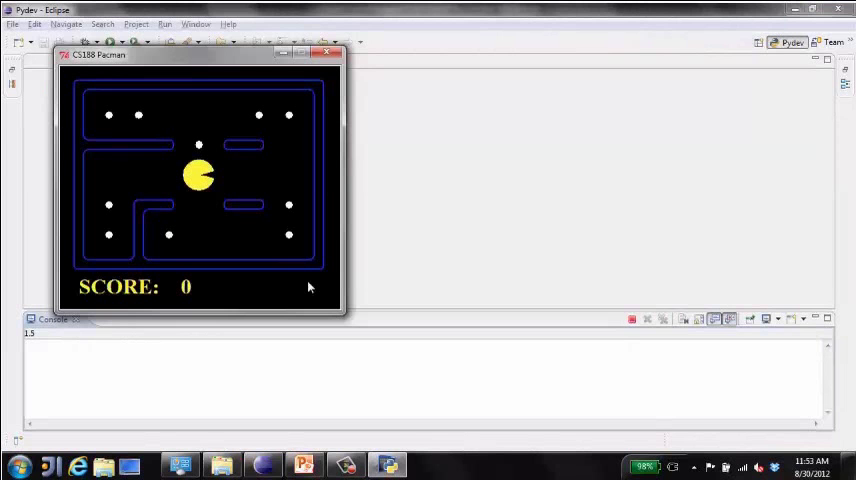 Pydev - Eclipse
File Edit Navigate Search Project Run Window Help
Pydev Team
CS188 Pacman
SCORE: 0
Console
1.5
98%
11:53 AM
8/30/2012